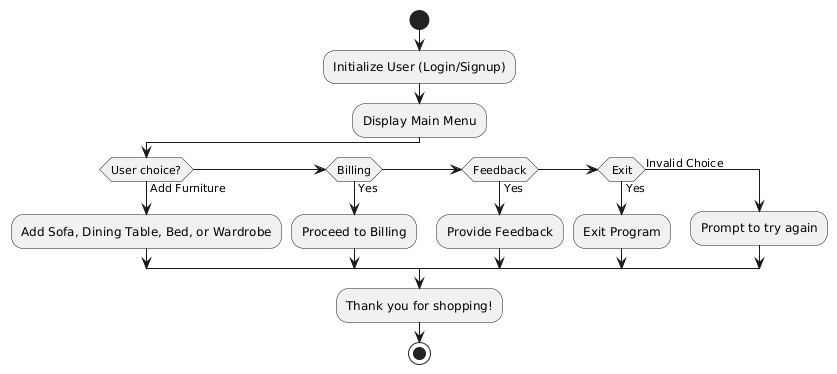 Initialize User (Login/Signup)
Display Main Menu
User choice?
Billing
Feedback
Exit
Invalid Choice
Add Furniture
Yes
Yes
Yes
Add Sofa, Dining Table, Bed, or Wardrobe
Proceed to Billing
Provide Feedback
Exit Program
Prompt to try again
Thank you for shopping!